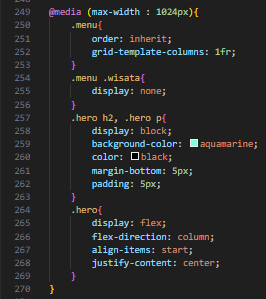 249 @media (max-width : 1024px){
250 .menu{
251 order: inherit;
252 grid-template-columns: 1fr;
253 }
254 .menu .wisata{
255 display: none;
256 }
257 .hero h2, .hero p{
258 display: block;
259 background-color: aquamarine;
260 color: black;
261 margin-bottom: 5px;
262 padding: 5px;
263 }
264 .hero{
265 display: flex;
266 flex-direction: column;
267 align-items: start;
268 justify-content: center;
269 }
270 }